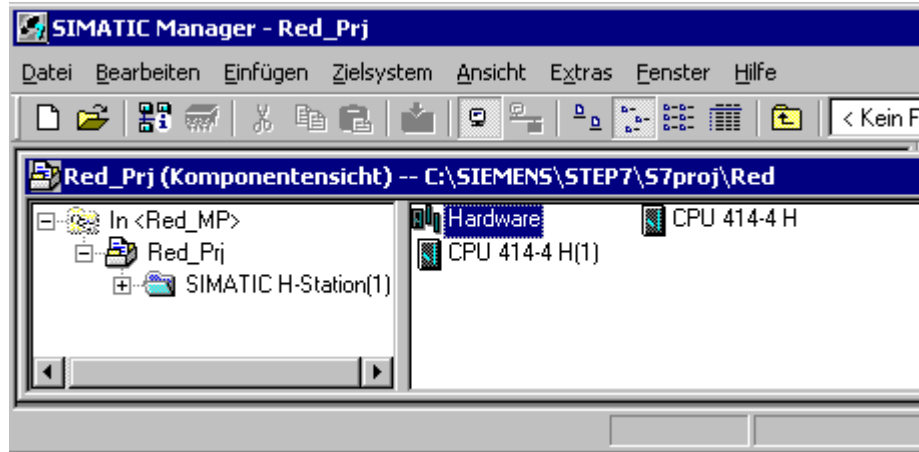 SIMATIC Manager - Red_Prj
Datei Bearbeiten Einfügen Zielsystem Ansicht Extras Fenster Hilfe
< Kein F
Red_Prj (Komponentensicht) -- C:\SIEMENS\STEP7\S7proj\Red
In <Red_MP>
Red_Prj
SIMATIC H-Station(1)
Hardware CPU 414-4 H
CPU 414-4 H(1)